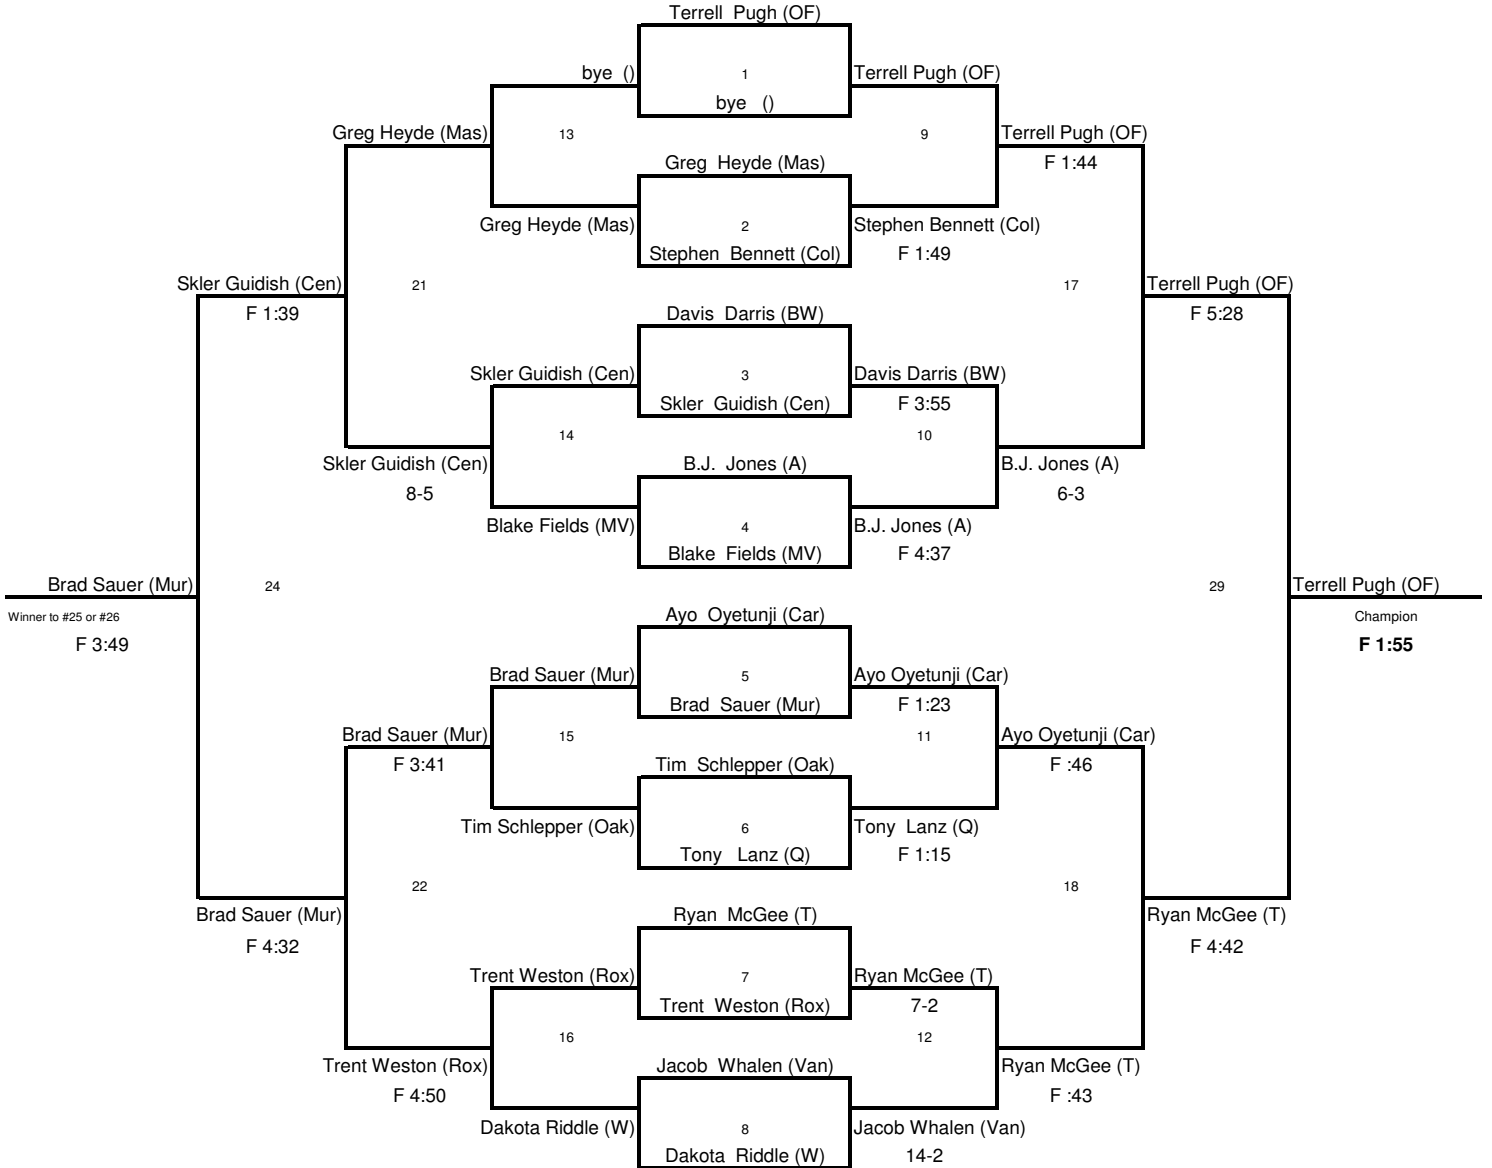 Terrell Pugh (OF)
bye ()
1
Terrell Pugh (OF)
bye ()
Greg Heyde (Mas)
13
9
Terrell Pugh (OF)
Greg Heyde (Mas)
F 1:44
Greg Heyde (Mas)
2
Stephen Bennett (Col)
Stephen Bennett (Col)
F 1:49
Skler Guidish (Cen)
21
17
Terrell Pugh (OF)
F 1:39
Davis Darris (BW)
F 5:28
Skler Guidish (Cen)
3
Davis Darris (BW)
Skler Guidish (Cen)
F 3:55
14
10
Skler Guidish (Cen)
B.J. Jones (A)
B.J. Jones (A)
8-5
6-3
Blake Fields (MV)
4
B.J. Jones (A)
Blake Fields (MV)
F 4:37
Brad Sauer (Mur)
24
29
Terrell Pugh (OF)
Winner to #25 or #26
Ayo Oyetunji (Car)
Champion
F 3:49
F 1:55
Brad Sauer (Mur)
5
Ayo Oyetunji (Car)
Brad Sauer (Mur)
F 1:23
Brad Sauer (Mur)
15
11
Ayo Oyetunji (Car)
F 3:41
Tim Schlepper (Oak)
F :46
Tim Schlepper (Oak)
6
Tony Lanz (Q)
Tony Lanz (Q)
F 1:15
22
18
Brad Sauer (Mur)
Ryan McGee (T)
Ryan McGee (T)
F 4:32
F 4:42
Trent Weston (Rox)
7
Ryan McGee (T)
Trent Weston (Rox)
7-2
16
12
Trent Weston (Rox)
Jacob Whalen (Van)
Ryan McGee (T)
F 4:50
F :43
Dakota Riddle (W)
8
Jacob Whalen (Van)
Dakota Riddle (W)
14-2